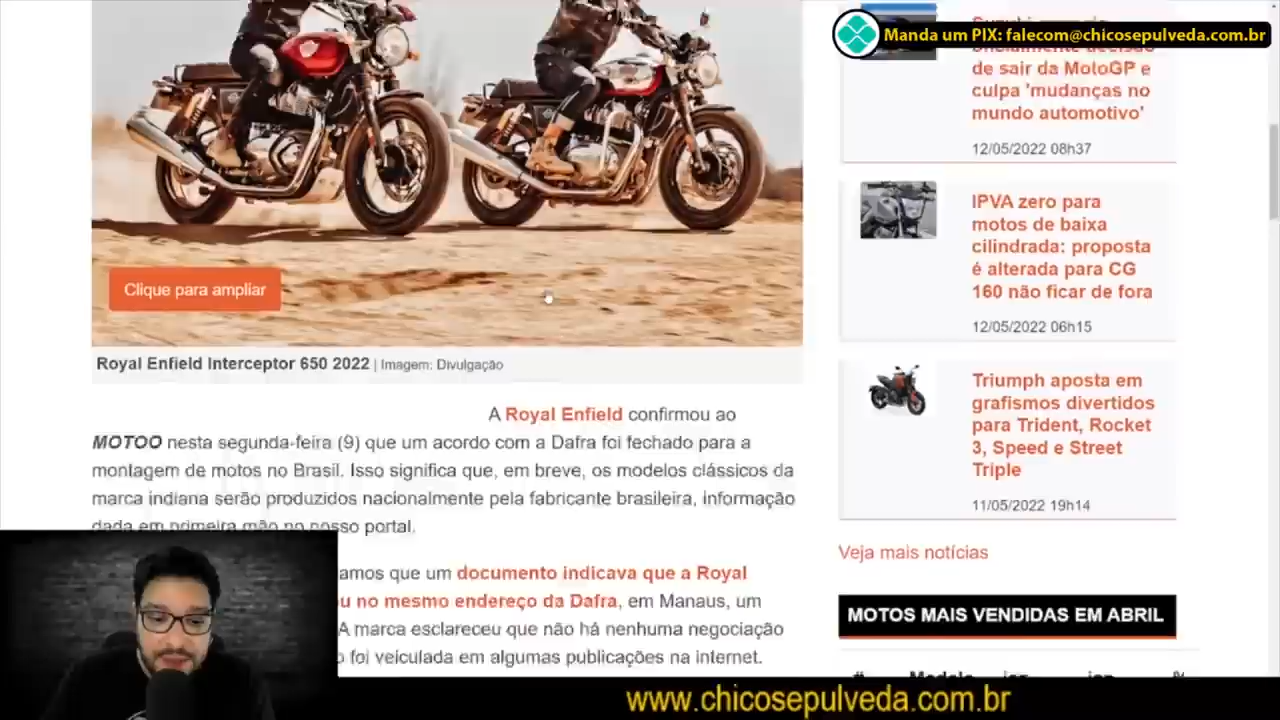 Manda um PIX: falecom@chicosepulveda.com.br
de sair da MotoGP e
culpa 'mudanças no
mundo automotivo'
12/05/2022 08h37
IPVA zero para
motos de baixa
cilindrada: proposta
é alterada para CG
160 não ficar de fora
12/05/2022 06h15
Triumph aposta em
grafismos divertidos
para Trident, Rocket
3, Speed e Street
Triple
11/05/2022 19h14
Veja mais notícias
MOTOS MAIS VENDIDAS EM ABRIL
Clique para ampliar
Royal Enfield Interceptor 650 2022 | Imagem: Divulgação
A Royal Enfield confirmou ao
MOTOO nesta segunda-feira (9) que um acordo com a Dafra foi fechado para a
montagem de motos no Brasil. Isso significa que, em breve, os modelos clássicos da
marca indiana serão produzidos nacionalmente pela fabricante brasileira, informação
dada em primeira mão no nosso portal.
amos que um documento indicava que a Royal
u no mesmo endereço da Dafra, em Manaus, um
A marca esclareceu que não há nenhuma negociação
o foi veiculada em algumas publicações na internet.
www.chicosepulveda.com.br